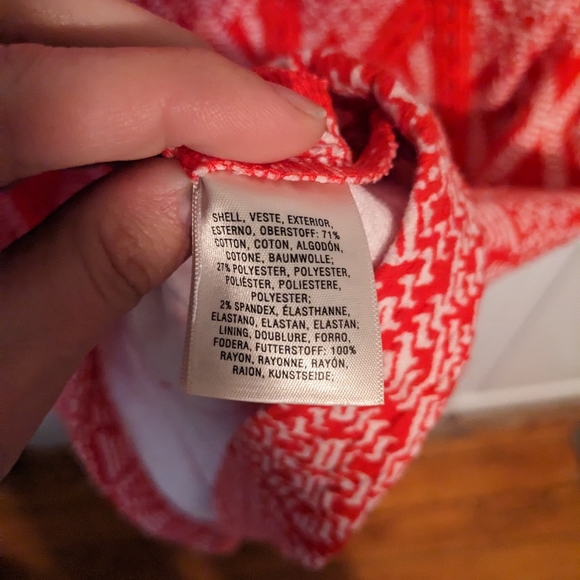 SHELL, VESTE, EXTERIOR,
ESTERNO, OBERSTOFF: 71%
COTTON, COTON, ALGODÓN,
COTONE, BAUMWOLLE;
27% POLYESTER, POLYESTER,
POLIÉSTER, POLIESTERE,
POLYESTER;
2% SPANDEX, ÉLASTHANNE,
ELASTANO, ELASTAN, ELASTAN;
LINING, DOUBLURE, FORRO,
FODERA, FUTTERSTOFF: 100%
RAYON, RAYONNE, RAYÓN,
RAION, KUNSTSEIDE;